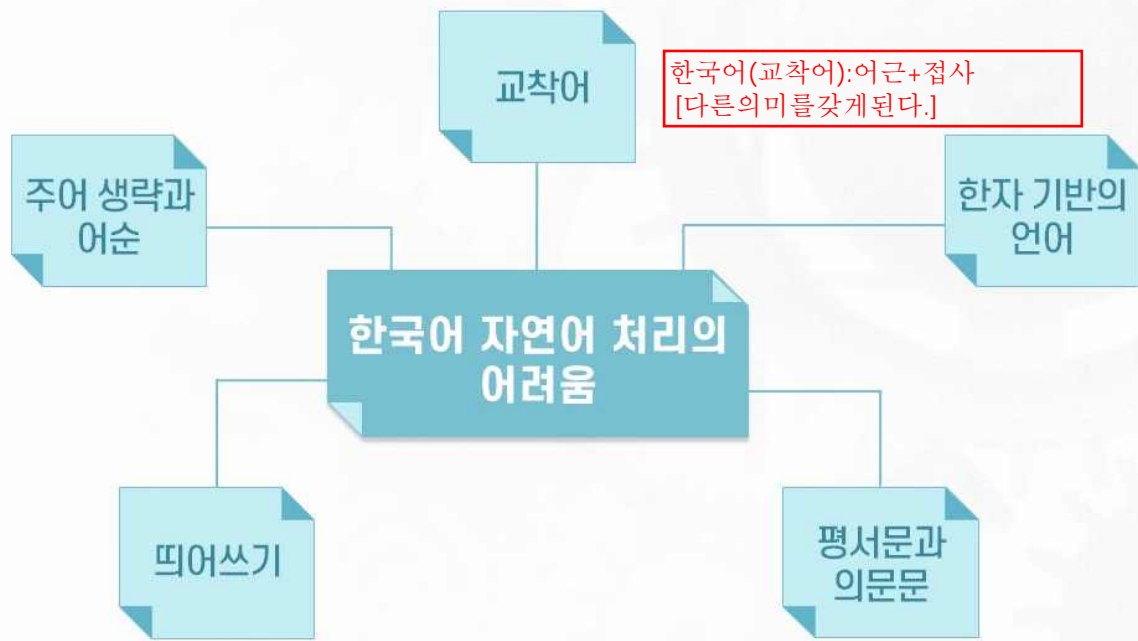 교착어
한국어(교착어):어근+접사
[다른의미를갖게된다.]
주어 생략과
어순
한자 기반의
언어
한국어 자연어 처리의
어려움
띄어쓰기
평서문과
의문문